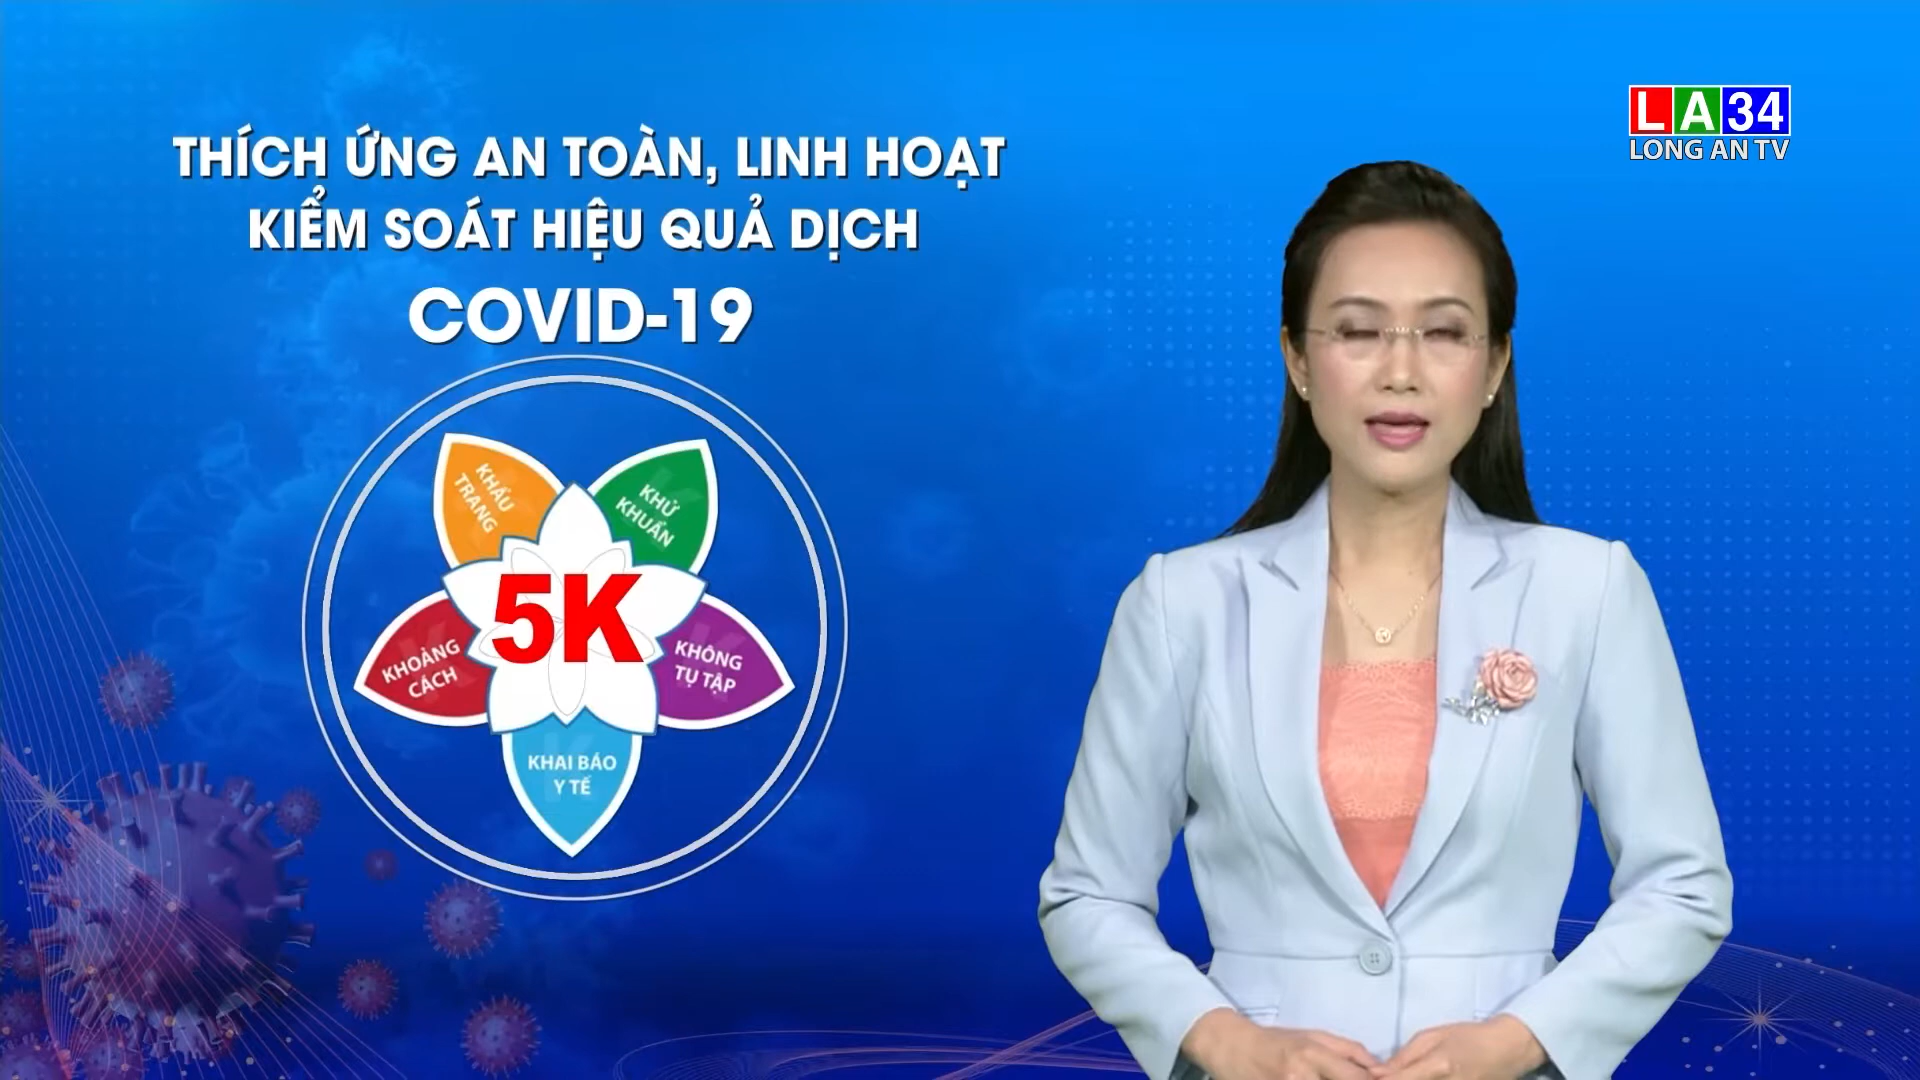 THÍCH ỨNG AN TOÀN, LINH HOẠT
KIỂM SOÁT HIỆU QUẢ DỊCH
COVID-19
LA34
LONG AN TV
KHẨU
TRANG
KHỬ
KHUẨN
5K
KHOẢNG
CÁCH
KHÔNG
TỤ TẬP
KHAI BÁO
Y TẾ